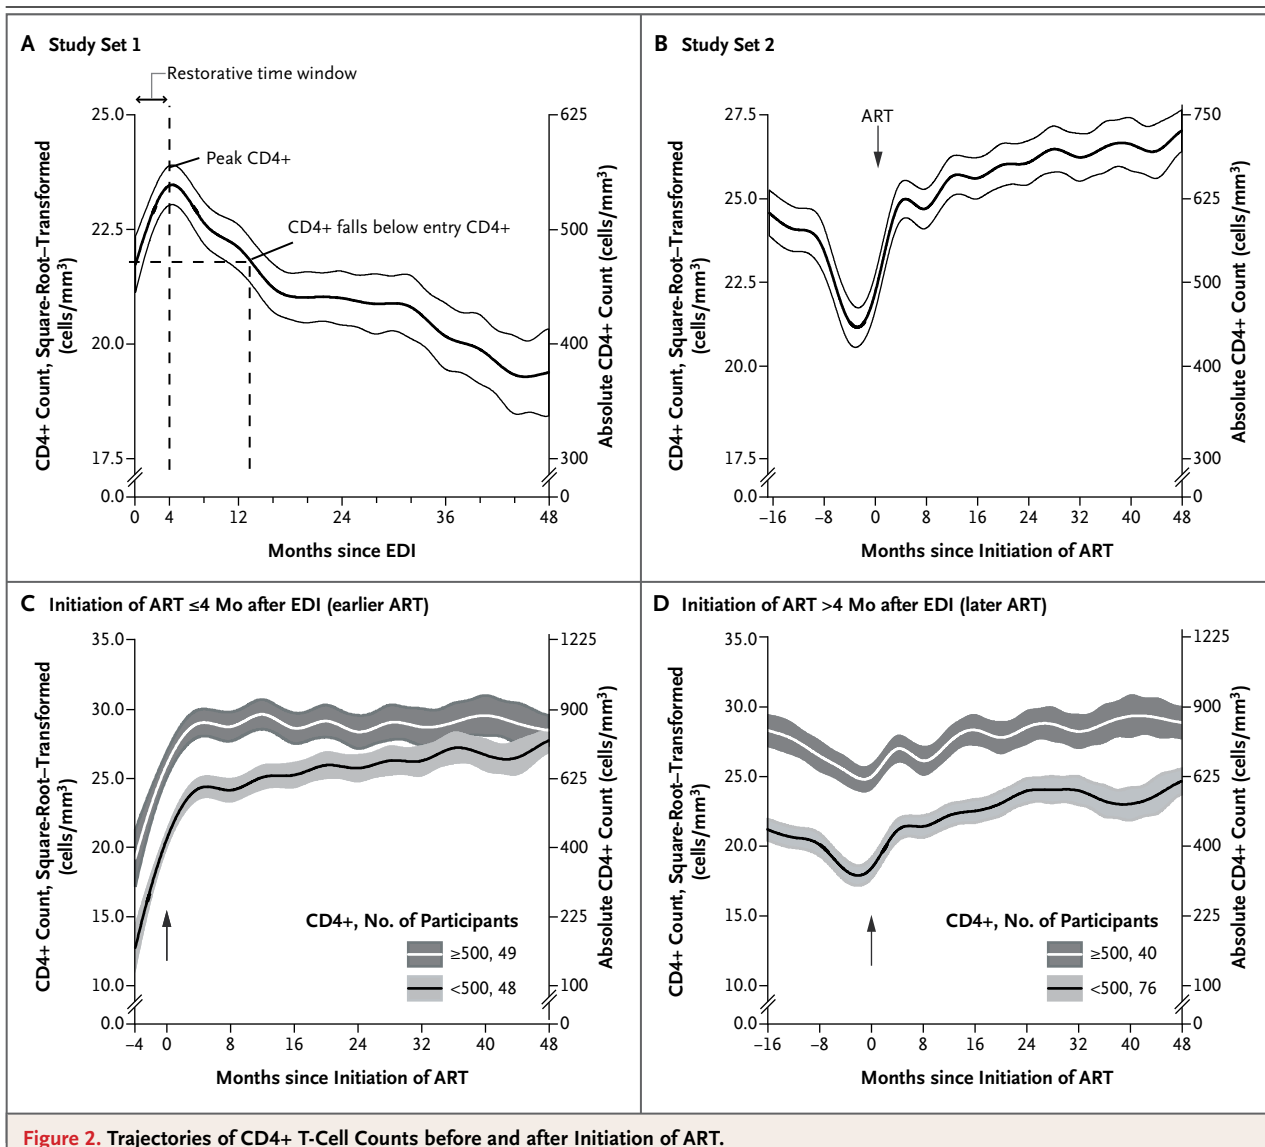 A Study Set 1
Restorative time window
25.0
625
Peak CD4+
CD4+ falls below entry CD4+
22.5
500
20.0
400
17.5
300
0.0
0
0 4 12 24 36 48
Months since EDI
CD4+ Count, Square-Root–Transformed
(cells/mm³)
Absolute CD4+ Count (cells/mm³)
B Study Set 2
ART
27.5
750
25.0
625
22.5
500
20.0
400
17.5
300
0.0
0
–16 –8 0 8 16 24 32 40 48
Months since Initiation of ART
CD4+ Count, Square-Root–Transformed
(cells/mm³)
Absolute CD4+ Count (cells/mm³)
C Initiation of ART ≤4 Mo after EDI (earlier ART)
35.0
1225
30.0
900
25.0
625
20.0
400
15.0
225
10.0
100
0.0
0
CD4+, No. of Participants
≥500, 49
<500, 48
–4 0 8 16 24 32 40 48
Months since Initiation of ART
CD4+ Count, Square-Root–Transformed
(cells/mm³)
Absolute CD4+ Count (cells/mm³)
D Initiation of ART >4 Mo after EDI (later ART)
35.0
1225
30.0
900
25.0
625
20.0
400
15.0
225
10.0
100
0.0
0
CD4+, No. of Participants
≥500, 40
<500, 76
–16 –8 0 8 16 24 32 40 48
Months since Initiation of ART
CD4+ Count, Square-Root–Transformed
(cells/mm³)
Absolute CD4+ Count (cells/mm³)
Figure 2. Trajectories of CD4+ T-Cell Counts before and after Initiation of ART.